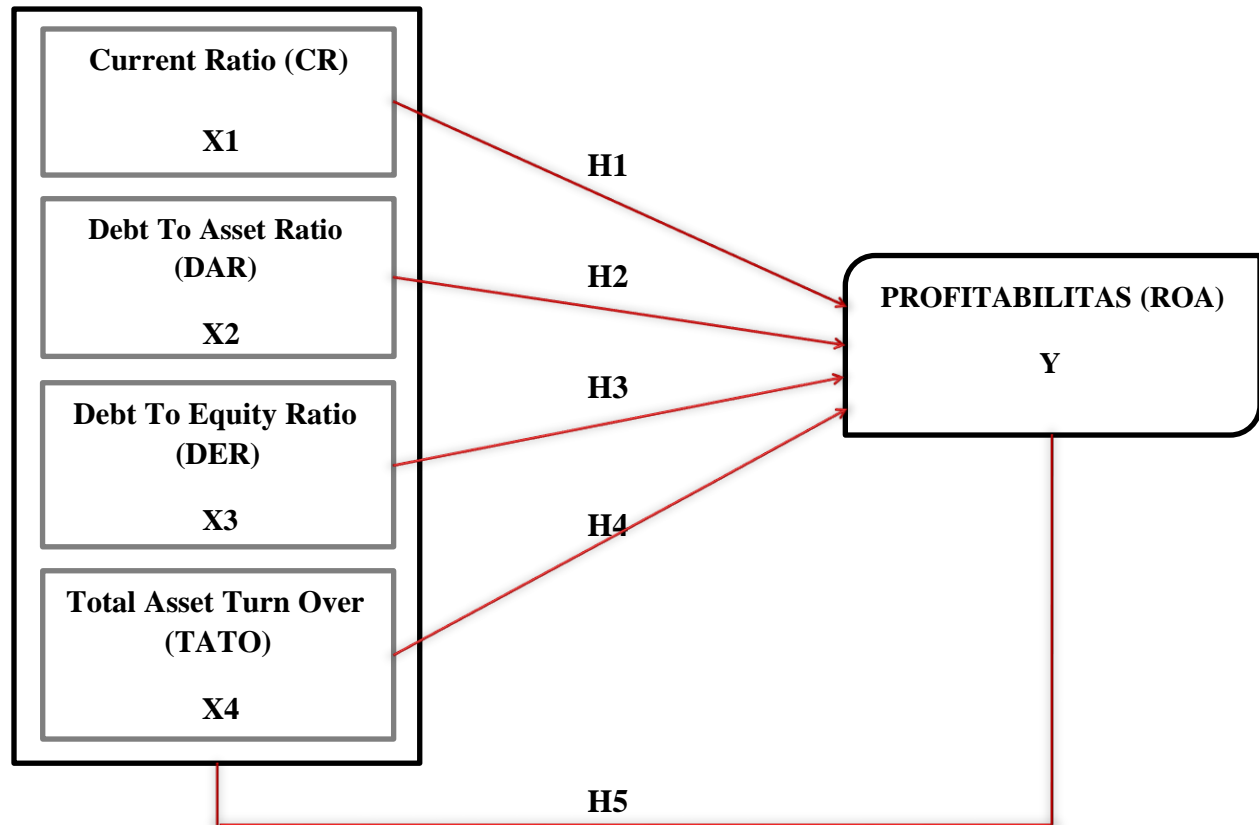 Current Ratio (CR)
X1
Debt To Asset Ratio
(DAR)
X2
Debt To Equity Ratio
(DER)
X3
Total Asset Turn Over
(TATO)
X4
H1
H2
H3
H4
H5
PROFITABILITAS (ROA)
Y